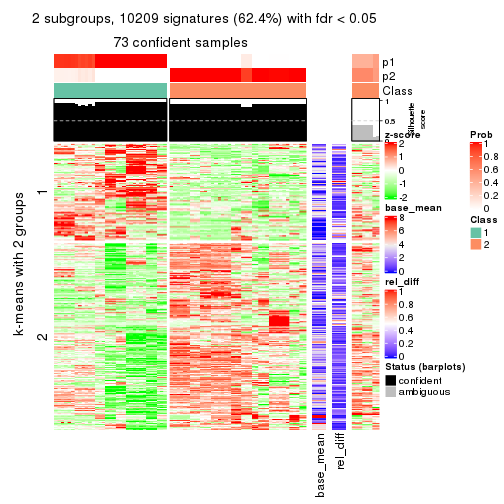 2 subgroups, 10209 signatures (62.4%) with fdr < 0.05
73 confident samples
p1
p2
Class
1
0.5
0
Silhouette
score
k-means with 2 groups
1
2
base_mean
rel_diff
z-score
2
1
0
-1
-2
base_mean
8
6
4
2
0
rel_diff
1
0.8
0.6
0.4
0.2
0
Status (barplots)
confident
ambiguous
Prob
1
0.8
0.6
0.4
0.2
0
Class
1
2